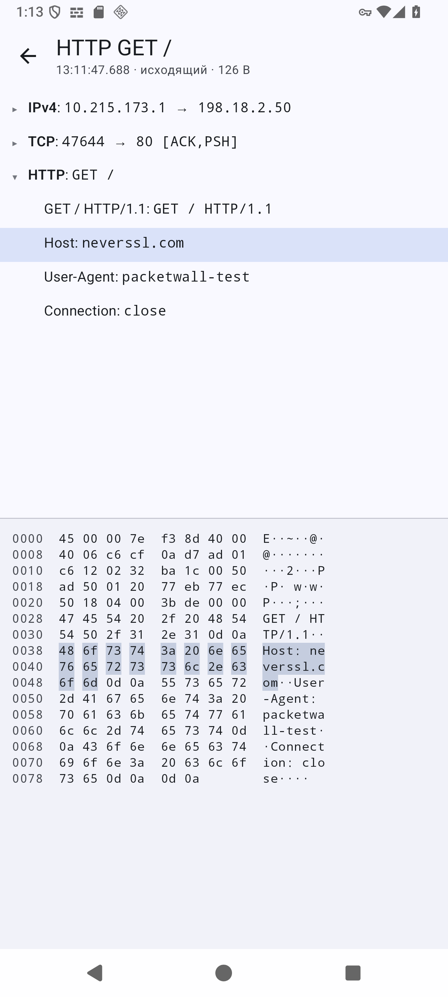 1:13
HTTP GET /
13:11:47.688 · исходящий · 126 B
IPv4: 10.215.173.1 → 198.18.2.50
TCP: 47644 → 80 [ACK,PSH]
HTTP: GET /
GET / HTTP/1.1: GET / HTTP/1.1
Host: neverssl.com
User-Agent: packetwall-test
Connection: close
0000 45 00 00 7e f3 8d 40 00 E··~··@·
0008 40 06 c6 cf 0a d7 ad 01 @·······
0010 c6 12 02 32 ba 1c 00 50 ···2···P
0018 ad 50 01 20 77 eb 77 ec ·P· w·w·
0020 50 18 04 00 3b de 00 00 P···;···
0028 47 45 54 20 2f 20 48 54 GET / HT
0030 54 50 2f 31 2e 31 0d 0a TP/1.1··
0038 48 6f 73 74 3a 20 6e 65 Host: ne
0040 76 65 72 73 73 6c 2e 63 verssl.c
0048 6f 6d 0d 0a 55 73 65 72 om··User
0050 2d 41 67 65 6e 74 3a 20 -Agent:
0058 70 61 63 6b 65 74 77 61 packetwa
0060 6c 6c 2d 74 65 73 74 0d ll-test·
0068 0a 43 6f 6e 6e 65 63 74 ·Connect
0070 69 6f 6e 3a 20 63 6c 6f ion: clo
0078 73 65 0d 0a 0d 0a se····